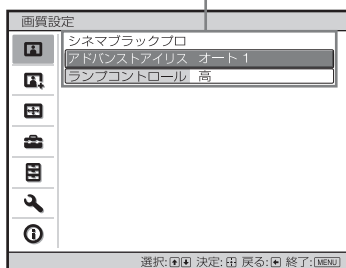 画質設定
シネマブラックプロ
アドバンストアイリス オート 1
ランプコントロール 高
選択: 決定: 戻る: 終了:MENU